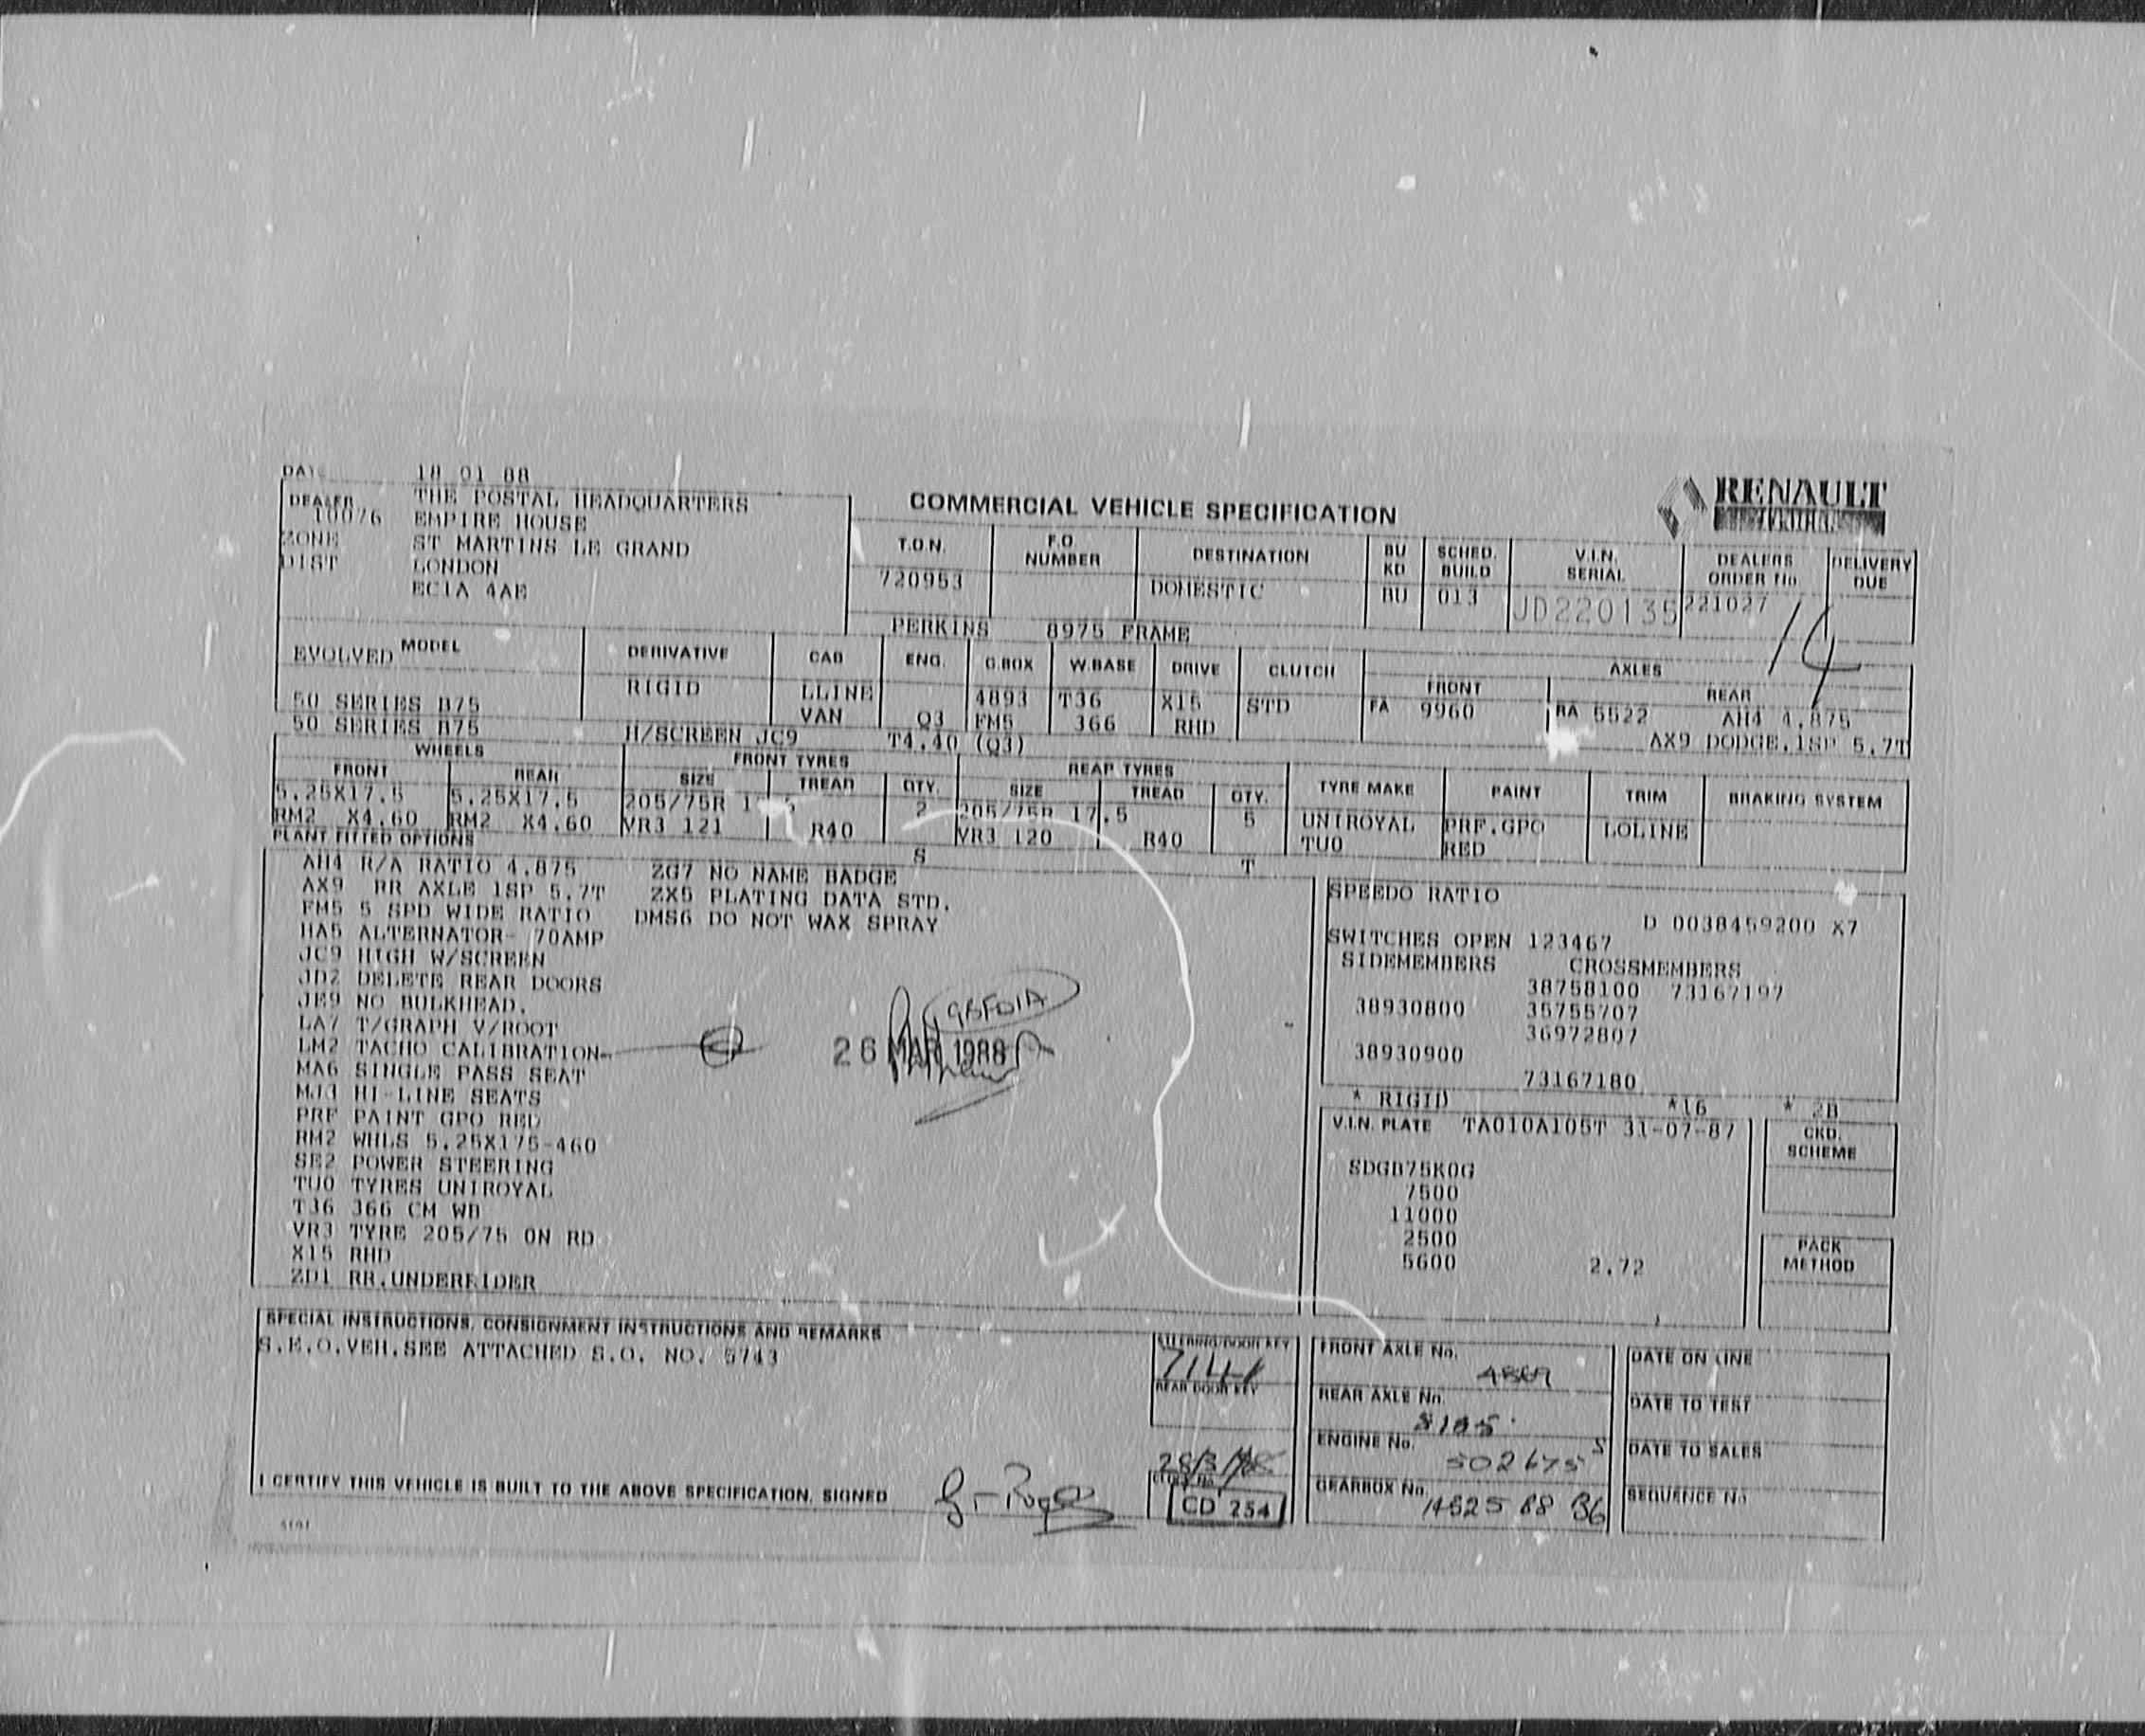 DATE 18 01 88
DEALER THE POSTAL HEADQUARTERS
10076 EMPIRE HOUSE
ZONE ST MARTINS LE GRAND
DIST LONDON
EC1A 4AE
COMMERCIAL VEHICLE SPECIFICATION
RENAULT
T.O.N. F.O. NUMBER DESTINATION BU KD SCHED. BUILD V.I.N. SERIAL DEALERS ORDER No. DELIVERY DUE
720953 DOMESTIC BU 013 JD220135 221027
14
PERKINS 8975 FRAME
MODEL DERIVATIVE CAB ENG. G.BOX W.BASE DRIVE CLUTCH AXLES
EVOLVED FRONT REAR
50 SERIES B75 RIGID LLINE 4893 T36 X15 STD FA 9960 RA 5522 AH4 4.875
50 SERIES B75 VAN Q3 FM5 366 RHD
H/SCREEN JC9 T4.40 (Q3) AX9 DODGE.1SP 5.7T
WHEELS FRONT TYRES REAR TYRES
FRONT REAR SIZE TREAD QTY. SIZE TREAD QTY. TYRE MAKE PAINT TRIM BRAKING SYSTEM
5.25X17.5 5.25X17.5 205/75R 2 205/75R 17.5 5 UNIROYAL PRF.GPO LOLINE
RM2 X4.60 RM2 X4.60 VR3 121 R40 VR3 120 R40 TU0 RED
PLANT FITTED OPTIONS S T
AH4 R/A RATIO 4.875 ZG7 NO NAME BADGE
AX9 RR AXLE 1SP 5.7T ZX5 PLATING DATA STD.
FM5 5 SPD WIDE RATIO DMS6 DO NOT WAX SPRAY
HA5 ALTERNATOR- 70AMP
JC9 HIGH W/SCREEN
JD2 DELETE REAR DOORS
JE9 NO BULKHEAD.
LA7 T/GRAPH V/ROOT
LM2 TACHO CALIBRATION
MA6 SINGLE PASS SEAT
MJ3 HI-LINE SEATS
PRF PAINT GPO RED
RM2 WHLS 5.25X175-460
SE2 POWER STEERING
TU0 TYRES UNIROYAL
T36 366 CM WB
VR3 TYRE 205/75 ON RD
X15 RHD
ZD1 RR.UNDERRIDER
26 MAR 1988
SPEEDO RATIO
D 0038459200 X7
SWITCHES OPEN 123467
SIDEMEMBERS CROSSMEMBERS
38758100 73167197
38930800 35755707
36972807
38930900
73167180
* RIGID *16 * 2B
V.I.N. PLATE TA010A105T 31-07-87
SDGB75K0G
7500
11000
2500
5600 2.72
CKD. SCHEME
PACK METHOD
SPECIAL INSTRUCTIONS, CONSIGNMENT INSTRUCTIONS AND REMARKS
S.E.O.VEH.SEE ATTACHED S.O. NO. 5743
STEERING/DOOR KEY
REAR DOOR KEY
28/3/88
CLOCK No.
CD 254
FRONT AXLE No.
REAR AXLE No. 8105
ENGINE No. 502675 S
GEARBOX No.
DATE ON LINE
DATE TO TEST
DATE TO SALES
SEQUENCE No
I CERTIFY THIS VEHICLE IS BUILT TO THE ABOVE SPECIFICATION. SIGNED